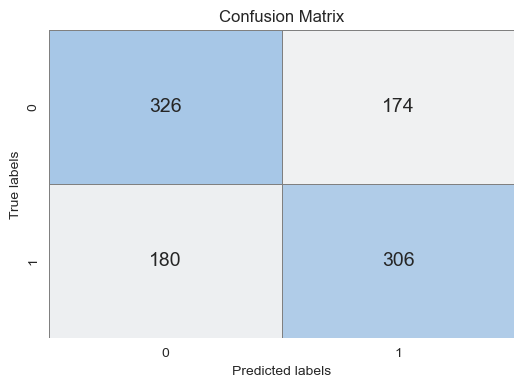 Confusion Matrix
True labels
0
326
174
1
180
306
0
1
Predicted labels